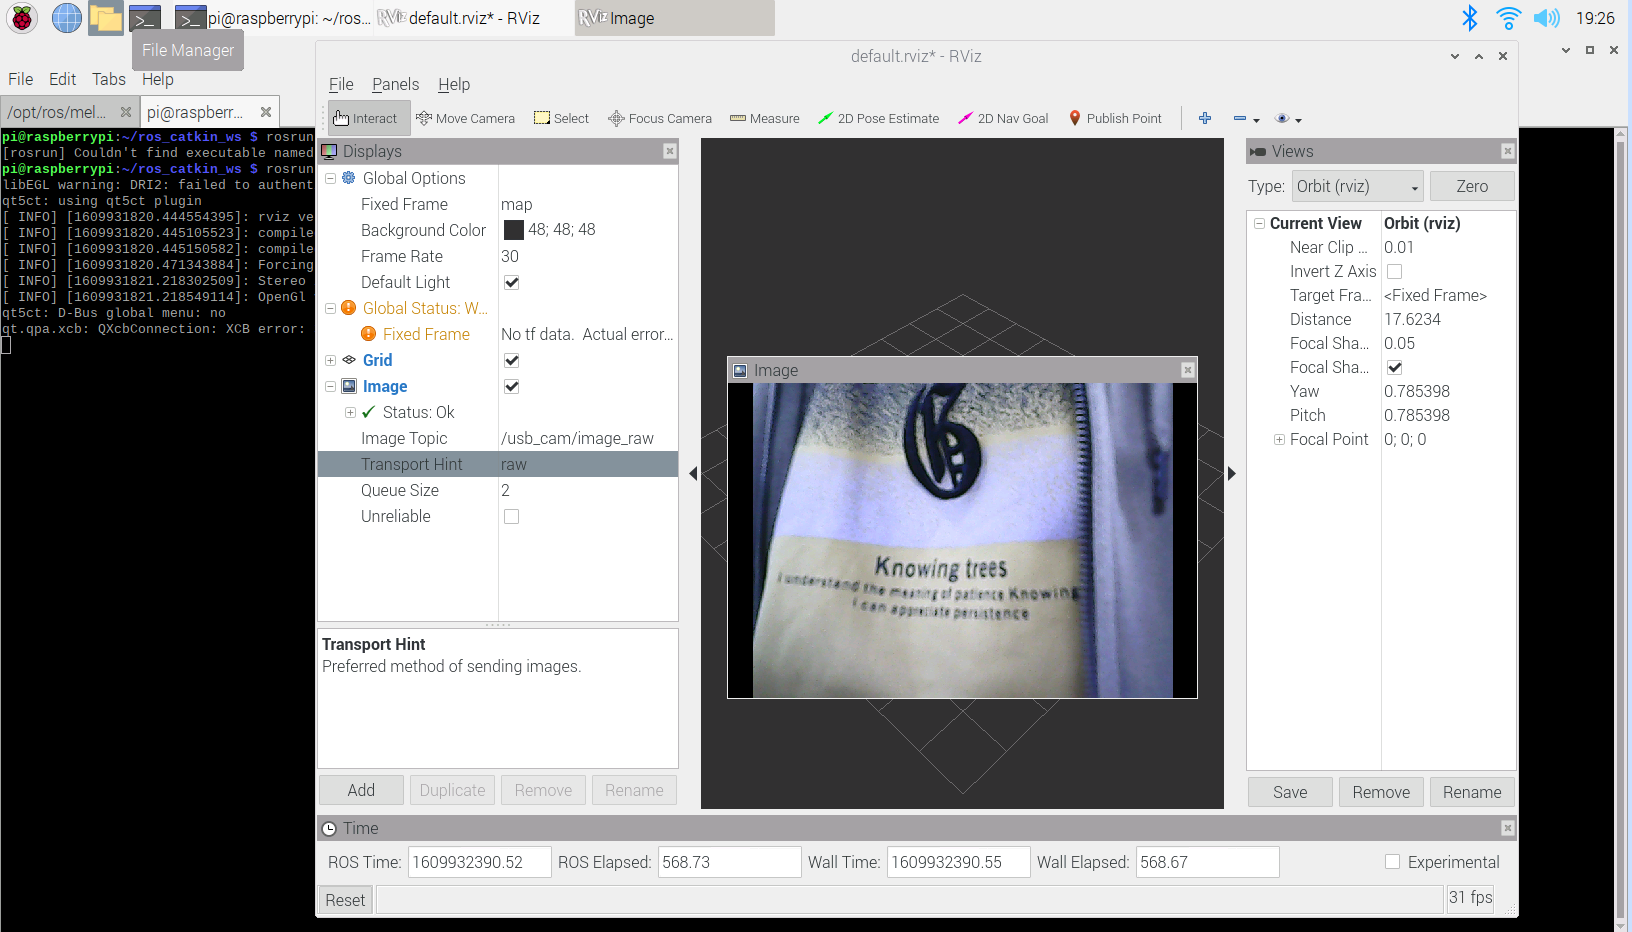 pi@raspberrypi: ~/ros...
default.rviz* - RViz
RViz Image
19:26
File Manager
File Edit Tabs Help
/opt/ros/mel...
pi@raspberr...
pi@raspberrypi:~/ros_catkin_ws $ rosrun
[rosrun] Couldn't find executable named
pi@raspberrypi:~/ros_catkin_ws $ rosrun
libEGL warning: DRI2: failed to authent
qt5ct: using qt5ct plugin
[ INFO] [1609931820.444554395]: rviz ve
[ INFO] [1609931820.445105523]: compile
[ INFO] [1609931820.445150582]: compile
[ INFO] [1609931820.471343884]: Forcing
[ INFO] [1609931821.218302509]: Stereo
[ INFO] [1609931821.218549114]: OpenGl
qt5ct: D-Bus global menu: no
qt.qpa.xcb: QXcbConnection: XCB error:
default.rviz* - RViz
File Panels Help
Interact Move Camera Select Focus Camera Measure 2D Pose Estimate 2D Nav Goal Publish Point
Displays
Global Options
Fixed Frame map
Background Color 48; 48; 48
Frame Rate 30
Default Light
Global Status: W...
Fixed Frame No tf data. Actual error...
Grid
Image
Status: Ok
Image Topic /usb_cam/image_raw
Transport Hint raw
Queue Size 2
Unreliable
Transport Hint
Preferred method of sending images.
Add Duplicate Remove Rename
Image
Knowing trees
I understand the meaning of patience Knowing
I can appreciate persistence
Views
Type: Orbit (rviz) Zero
Current View Orbit (rviz)
Near Clip ... 0.01
Invert Z Axis
Target Fra... <Fixed Frame>
Distance 17.6234
Focal Sha... 0.05
Focal Sha...
Yaw 0.785398
Pitch 0.785398
Focal Point 0; 0; 0
Save Remove Rename
Time
ROS Time: 1609932390.52 ROS Elapsed: 568.73 Wall Time: 1609932390.55 Wall Elapsed: 568.67 Experimental
Reset
31 fps